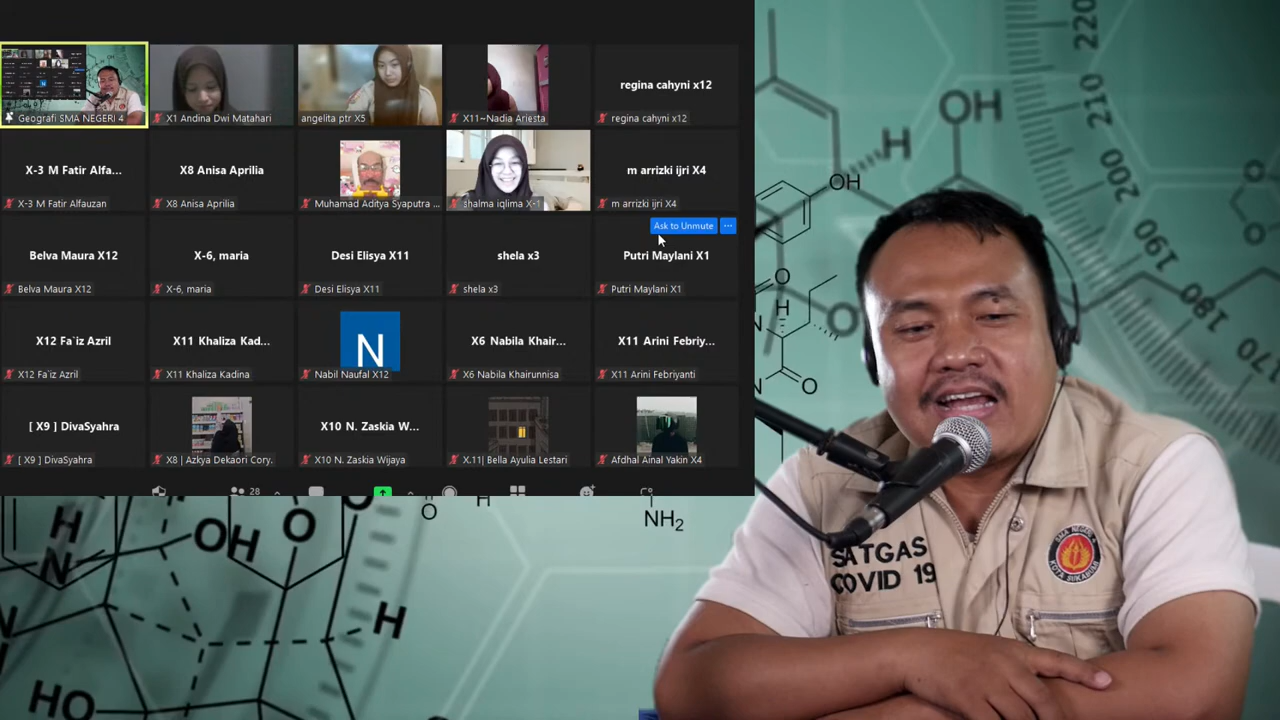 Geografi SMA NEGERI 4
X1 Andina Dwi Matahari
angelita ptr X5
X11~Nadia Ariesta
regina cahyni x12
regina cahyni x12
X-3 M Fatir Alfa...
X-3 M Fatir Alfauzan
X8 Anisa Aprilia
X8 Anisa Aprilia
Muhamad Aditya Syaputra ...
shalma iqlima X-1
m arrizki ijri X4
m arrizki ijri X4
Ask to Unmute
Belva Maura X12
Belva Maura X12
X-6, maria
X-6, maria
Desi Elisya X11
Desi Elisya X11
shela x3
shela x3
Putri Maylani X1
Putri Maylani X1
X12 Fa`iz Azril
X12 Fa`iz Azril
X11 Khaliza Kad...
X11 Khaliza Kadina
N
Nabil Naufal X12
X6 Nabila Khair...
X6 Nabila Khairunnisa
X11 Arini Febriy...
X11 Arini Febriyanti
[ X9 ] DivaSyahra
[ X9 ] DivaSyahra
X8| Azkya Dekaori Cory.
X10 N. Zaskia W...
X10 N. Zaskia Wijaya
X.11| Bella Ayulia Lestari
Afdhal Ainal Yakin X4
28
220
210
200
190
180
170
OH
H
OH
O
H
O
O
H
N
OH
O
O
H
O
H
NH2
H
HO
SATGAS
COVID 19
SMA NEGERI 4
KOTA SUKABUMI